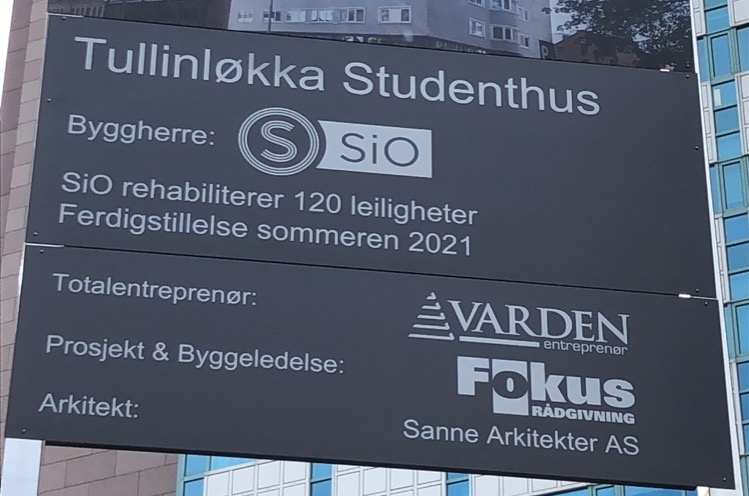 Tullinløkka Studenthus
Byggherre: S SiO
SiO rehabiliterer 120 leiligheter
Ferdigstillelse sommeren 2021
Totalentreprenør: VARDEN
entreprenør
Prosjekt & Byggeledelse: Fokus
RÅDGIVNING
Arkitekt: Sanne Arkitekter AS